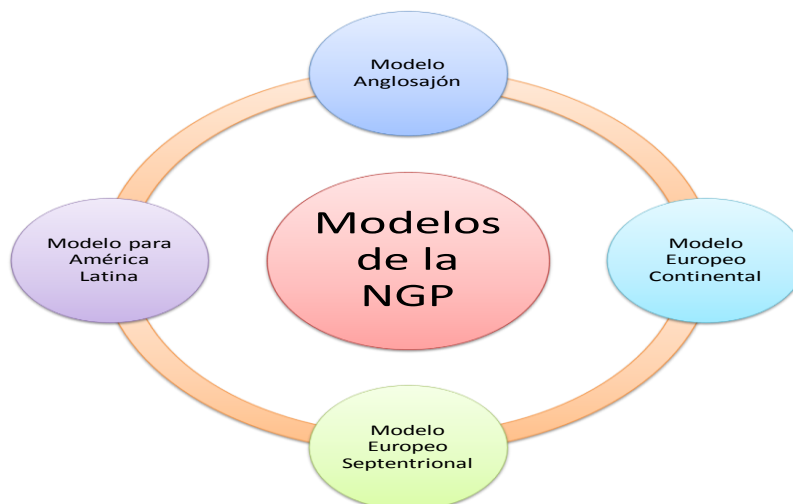 Modelo
Anglosajón
Modelos
de la
NGP
Modelo para
América
Latina
Modelo
Europeo
Continental
Modelo
Europeo
Septentrional